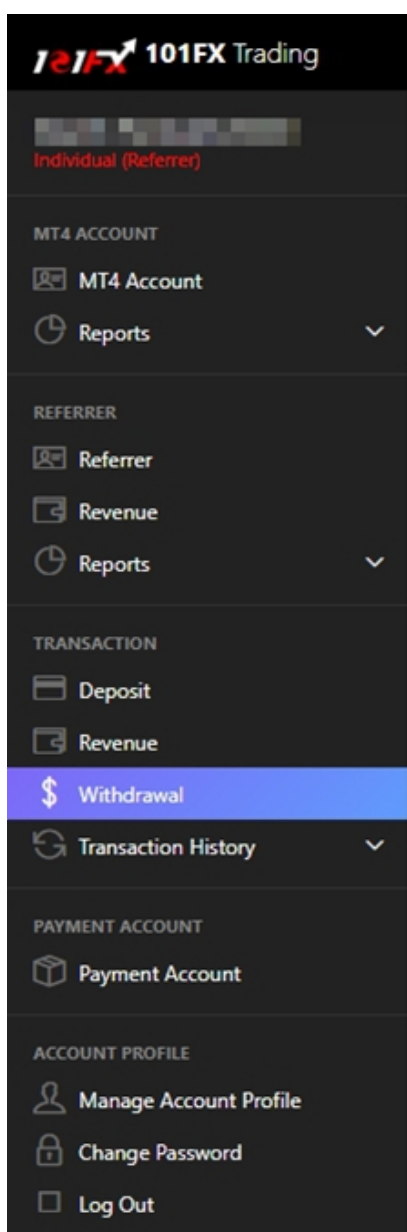 101FX 101FX Trading
Individual (Referrer)
MT4 ACCOUNT
MT4 Account
Reports
REFERRER
Referrer
Revenue
Reports
TRANSACTION
Deposit
Revenue
$ Withdrawal
Transaction History
PAYMENT ACCOUNT
Payment Account
ACCOUNT PROFILE
Manage Account Profile
Change Password
Log Out